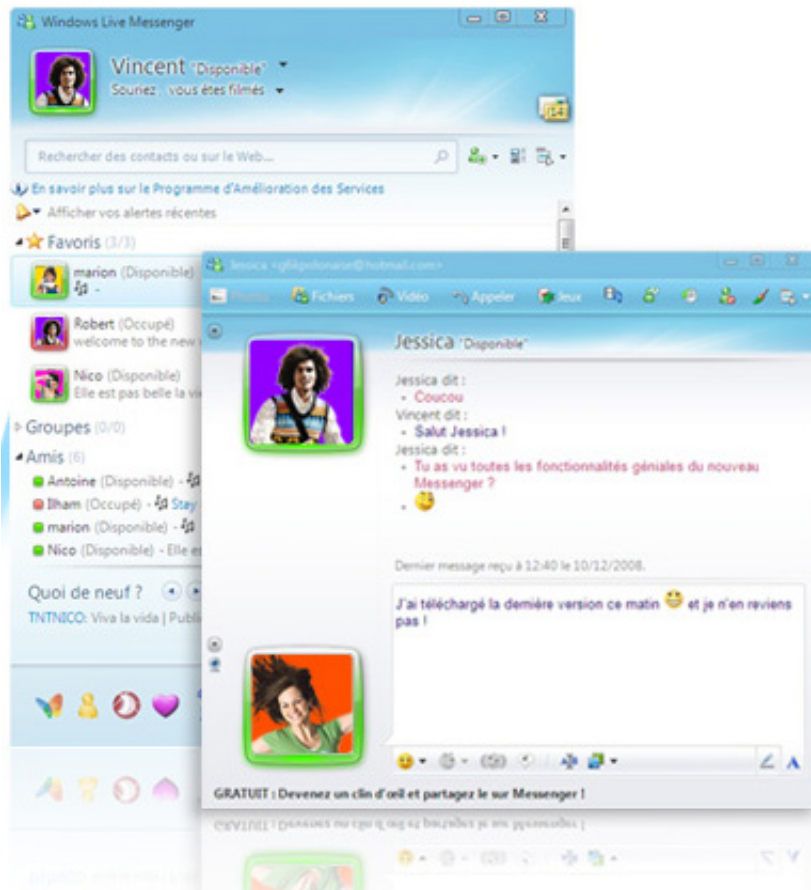 Windows Live Messenger
Vincent "Disponible"
Souriez, vous êtes filmés
Rechercher des contacts ou sur le Web...
En savoir plus sur le Programme d'Amélioration des Services
Afficher vos alertes récentes
Favoris (3/3)
marion (Disponible)
-
Robert (Occupé)
welcome to the new
Nico (Disponible)
Elle est pas belle la vi
Groupes (0/0)
Amis (6)
Antoine (Disponible) -
Ilham (Occupé) - Stay
marion (Disponible) -
Nico (Disponible) - Elle es
Quoi de neuf ?
TNTNICO: Viva la vida | Publi
Jessica <g6kpolonaise@hotmail.com>
Photos Fichiers Vidéo Appeler Jeux
Jessica "Disponible"
Jessica dit :
Coucou
Vincent dit :
Salut Jessica !
Jessica dit :
Tu as vu toutes les fonctionnalités géniales du nouveau
Messenger ?
Dernier message reçu à 12:40 le 10/12/2008.
J'ai téléchargé la dernière version ce matin et je n'en reviens
pas !
GRATUIT : Devenez un clin d'œil et partagez le sur Messenger !